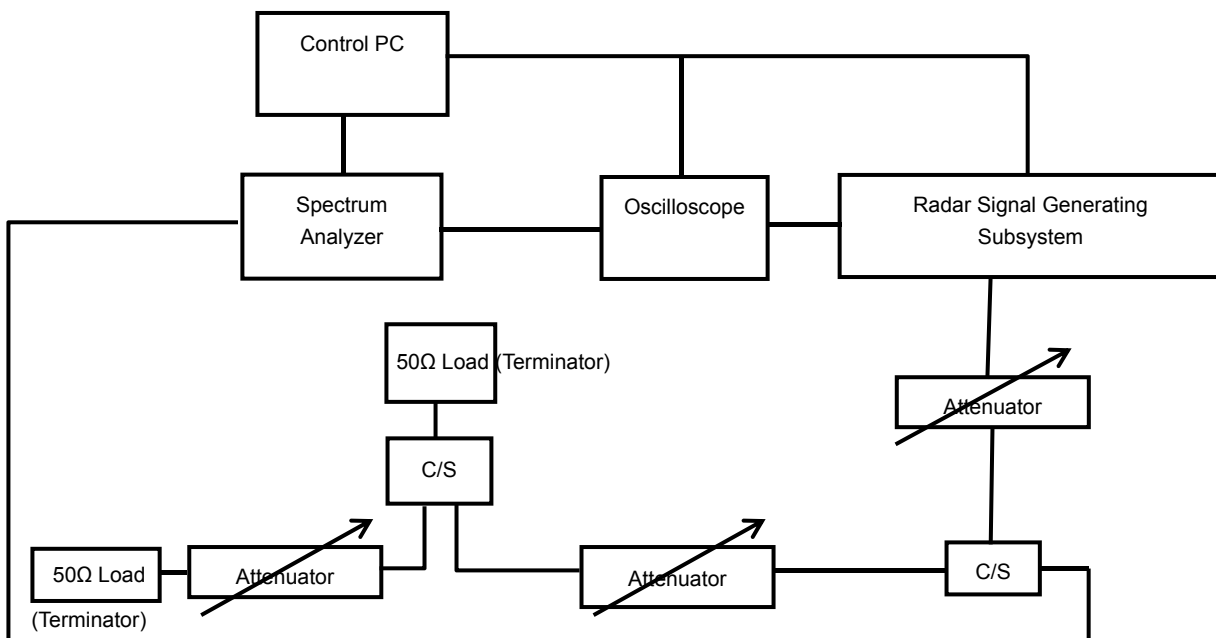 Control PC
Spectrum
Analyzer
Oscilloscope
Radar Signal Generating
Subsystem
50Ω Load (Terminator)
Attenuator
C/S
50Ω Load
(Terminator)
Attenuator
Attenuator
C/S